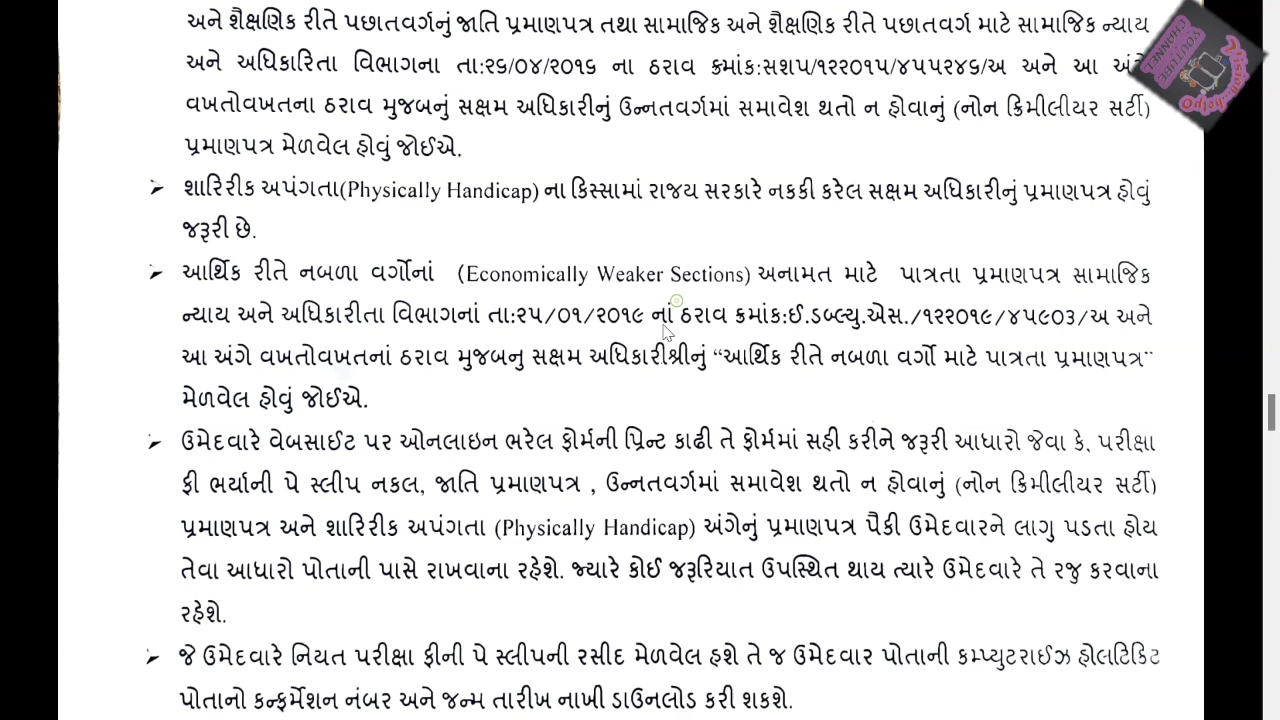 અને શૈક્ષણિક રીતે પછાતવર્ગનું જાતિ પ્રમાણપત્ર તથા સામાજિક અને શૈક્ષણિક રીતે પછાતવર્ગ માટે સામાજિક ન્યાય
અને અધિકારિતા વિભાગના તા:૨૬/૦૪/૨૦૧૬ ના ઠરાવ ક્રમાંક:સશપ/૧૨૨૦૧૫/૪૫૫૨૪૬/અ અને આ અંગે
વખતોવખતના ઠરાવ મુજબનું સક્ષમ અધિકારીનું ઉન્નતવર્ગમાં સમાવેશ થતો ન હોવાનું (નોન ક્રિમીલીયર સર્ટી)
પ્રમાણપત્ર મેળવેલ હોવું જોઈએ.
➢ શારિરીક અપંગતા(Physically Handicap) ના કિસ્સામાં રાજય સરકારે નકકી કરેલ સક્ષમ અધિકારીનું પ્રમાણપત્ર હોવું
જરૂરી છે.
➢ આર્થિક રીતે નબળા વર્ગોનાં (Economically Weaker Sections) અનામત માટે પાત્રતા પ્રમાણપત્ર સામાજિક
ન્યાય અને અધિકારીતા વિભાગનાં તા:૨૫/૦૧/૨૦૧૯ નાં ઠરાવ ક્રમાંક:ઈ.ડબ્લ્યુ.એસ./૧૨૨૦૧૯/૪૫૯૦૩/અ અને
આ અંગે વખતોવખતનાં ઠરાવ મુજબનુ સક્ષમ અધિકારીશ્રીનું “આર્થિક રીતે નબળા વર્ગો માટે પાત્રતા પ્રમાણપત્ર”
મેળવેલ હોવું જોઈએ.
➢ ઉમેદવારે વેબસાઈટ પર ઓનલાઇન ભરેલ ફોર્મની પ્રિન્ટ કાઢી તે ફોર્મમાં સહી કરીને જરૂરી આધારો જેવા કે, પરીક્ષા
ફી ભર્યાની પે સ્લીપ નકલ, જાતિ પ્રમાણપત્ર , ઉન્નતવર્ગમાં સમાવેશ થતો ન હોવાનું (નોન ક્રિમીલીયર સર્ટી)
પ્રમાણપત્ર અને શારિરીક અપંગતા (Physically Handicap) અંગેનું પ્રમાણપત્ર પૈકી ઉમેદવારને લાગુ પડતા હોય
તેવા આધારો પોતાની પાસે રાખવાના રહેશે. જ્યારે કોઈ જરૂરિયાત ઉપસ્થિત થાય ત્યારે ઉમેદવારે તે રજુ કરવાના
રહેશે.
➢ જે ઉમેદવારે નિયત પરીક્ષા ફીની પે સ્લીપની રસીદ મેળવેલ હશે તે જ ઉમેદવાર પોતાની કમ્પ્યુટરાઈઝ હોલટિકિટ
પોતાનો કન્ફર્મેશન નંબર અને જન્મ તારીખ નાખી ડાઉનલોડ કરી શકશે.